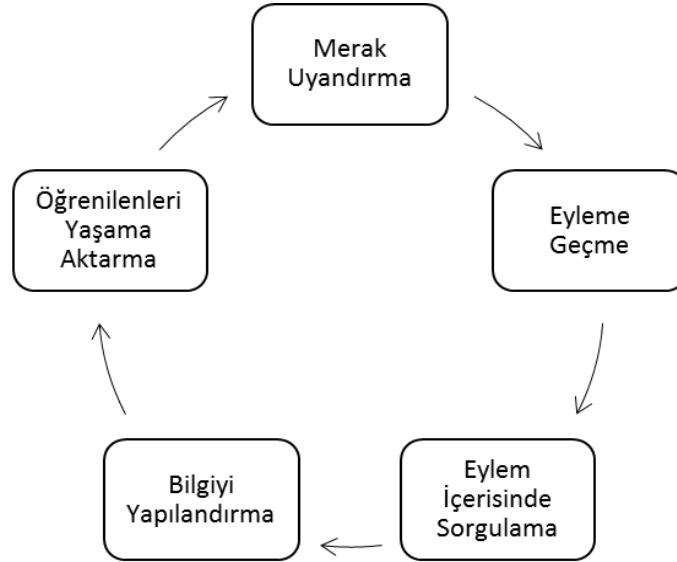 Merak
Uyandırma
Eyleme
Geçme
Eylem
İçerisinde
Sorgulama
Bilgiyi
Yapılandırma
Öğrenilenleri
Yaşama
Aktarma